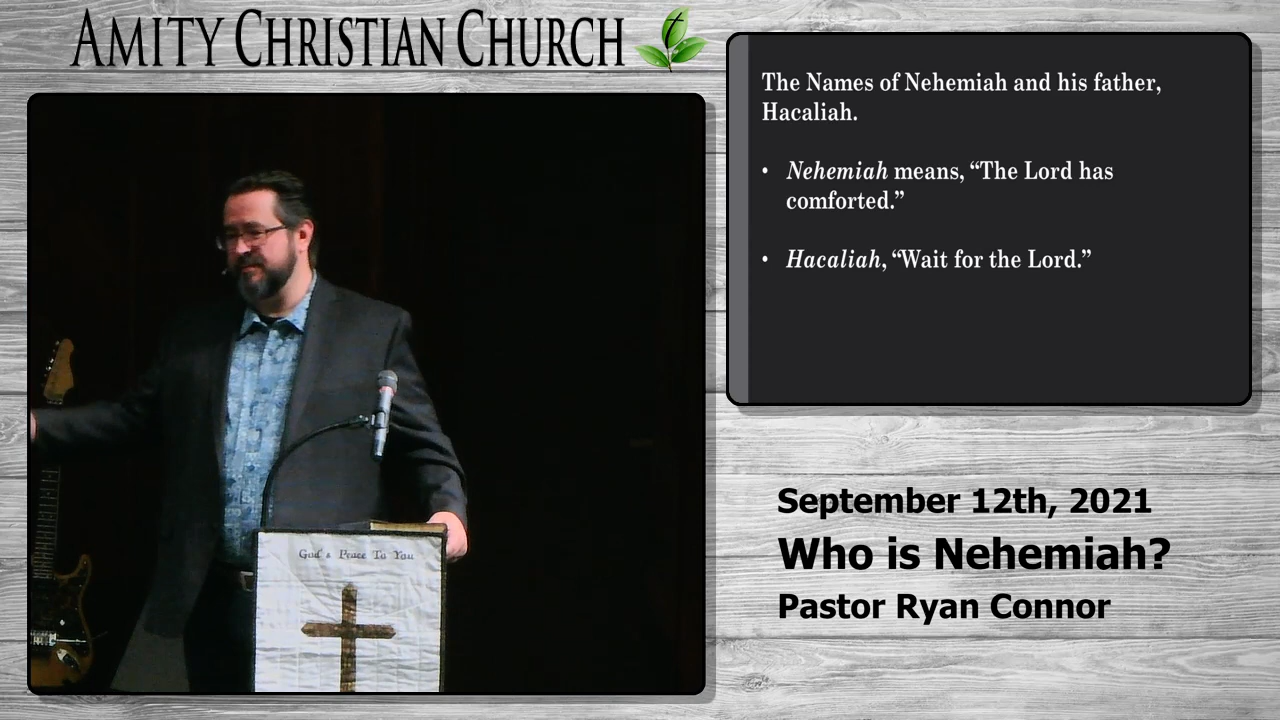 AMITY CHRISTIAN CHURCH
The Names of Nehemiah and his father,
Hacaliah.
• Nehemiah means, “The Lord has
comforted.”
• Hacaliah, “Wait for the Lord.”
God's Peace To You
September 12th, 2021
Who is Nehemiah?
Pastor Ryan Connor